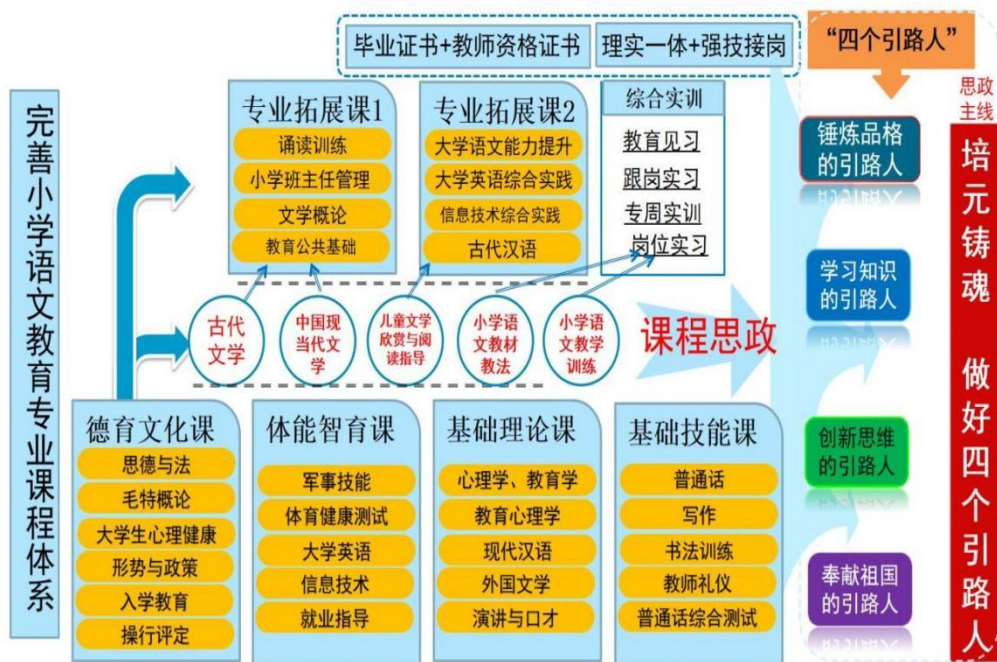 完善小学语文教育专业课程体系
毕业证书+教师资格证书
理实一体+强技接岗
“四个引路人”
专业拓展课1
诵读训练
小学班主任管理
文学概论
教育公共基础
专业拓展课2
大学语文能力提升
大学英语综合实践
信息技术综合实践
古代汉语
综合实训
教育见习
跟岗实习
专周实训
岗位实习
古代
文学
中国现
当代文
学
儿童文学
欣赏与阅
读指导
小学语
文教材
教法
小学语
文教学
训练
课程思政
德育文化课
思德与法
毛特概论
大学生心理健康
形势与政策
入学教育
操行评定
体能智育课
军事技能
体育健康测试
大学英语
信息技术
就业指导
基础理论课
心理学、教育学
教育心理学
现代汉语
外国文学
演讲与口才
基础技能课
普通话
写作
书法训练
教师礼仪
普通话综合测试
锤炼品格
的引路人
学习知识
的引路人
创新思维
的引路人
奉献祖国
的引路人
思政
主线
培元铸魂 做好四个引路人